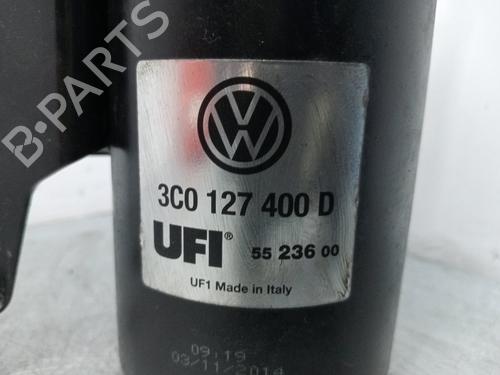 B-PARTS
VW
3C0 127 400 D
UFI® 55 236 00
UF1 Made in Italy
09:19
03/11/2014